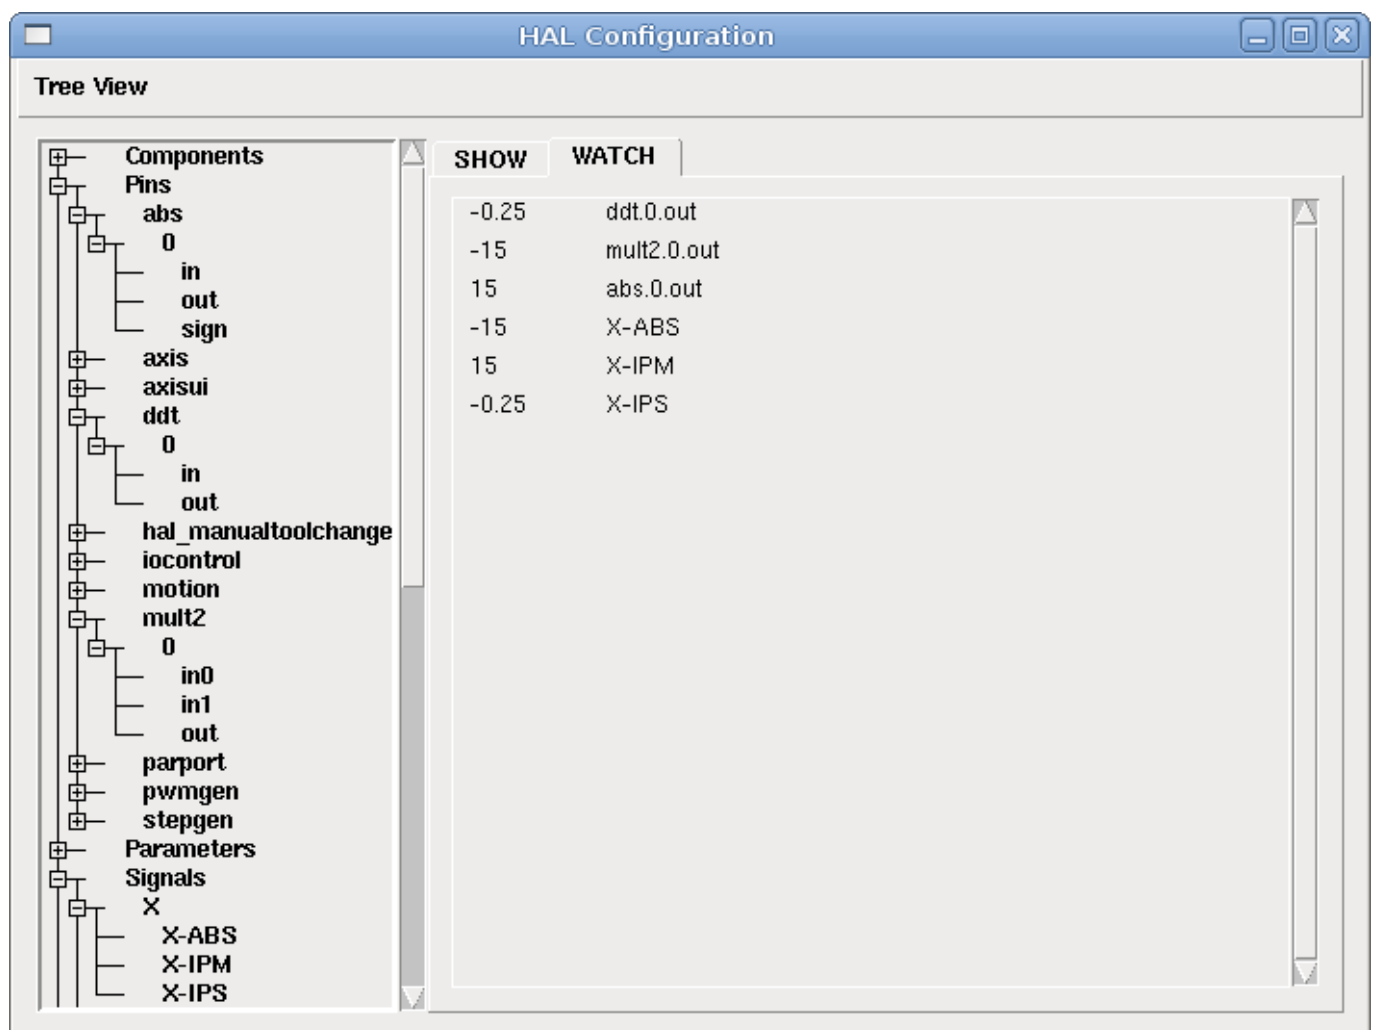 HAL Configuration
Tree View
Components
Pins
abs
0
in
out
sign
axis
axisui
ddt
0
in
out
hal_manualtoolchange
iocontrol
motion
mult2
0
in0
in1
out
parport
pwmgen
stepgen
Parameters
Signals
X
X-ABS
X-IPM
X-IPS
SHOW WATCH
-0.25 ddt.0.out
-15 mult2.0.out
15 abs.0.out
-15 X-ABS
15 X-IPM
-0.25 X-IPS